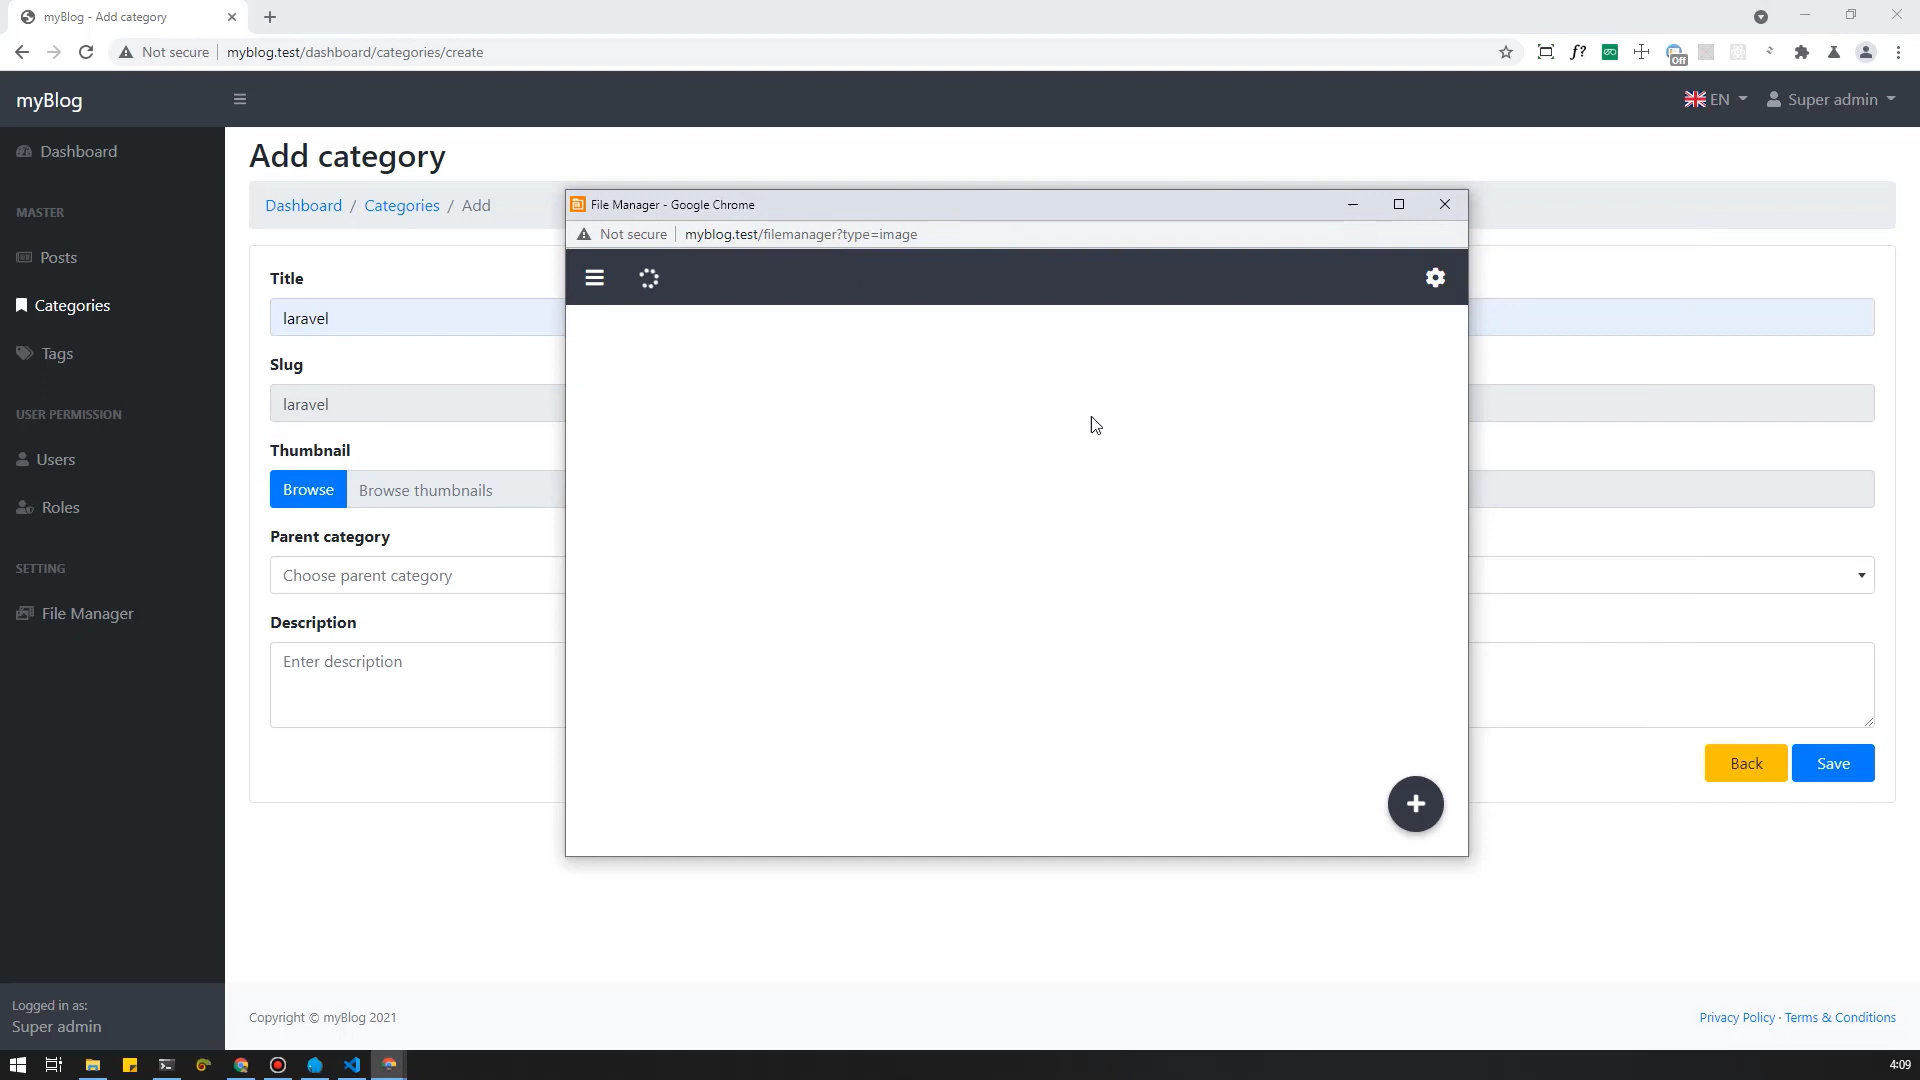 myBlog - Add category
Not secure
myblog.test/dashboard/categories/create
f?
Off
myBlog
EN
Super admin
Dashboard
MASTER
Posts
Categories
Tags
USER PERMISSION
Users
Roles
SETTING
File Manager
Logged in as:
Super admin
Add category
Dashboard / Categories / Add
Title
laravel
Slug
laravel
Thumbnail
Browse
Browse thumbnails
Parent category
Choose parent category
Description
Enter description
Back
Save
File Manager - Google Chrome
Not secure
myblog.test/filemanager?type=image
Copyright © myBlog 2021
Privacy Policy · Terms & Conditions
4:09